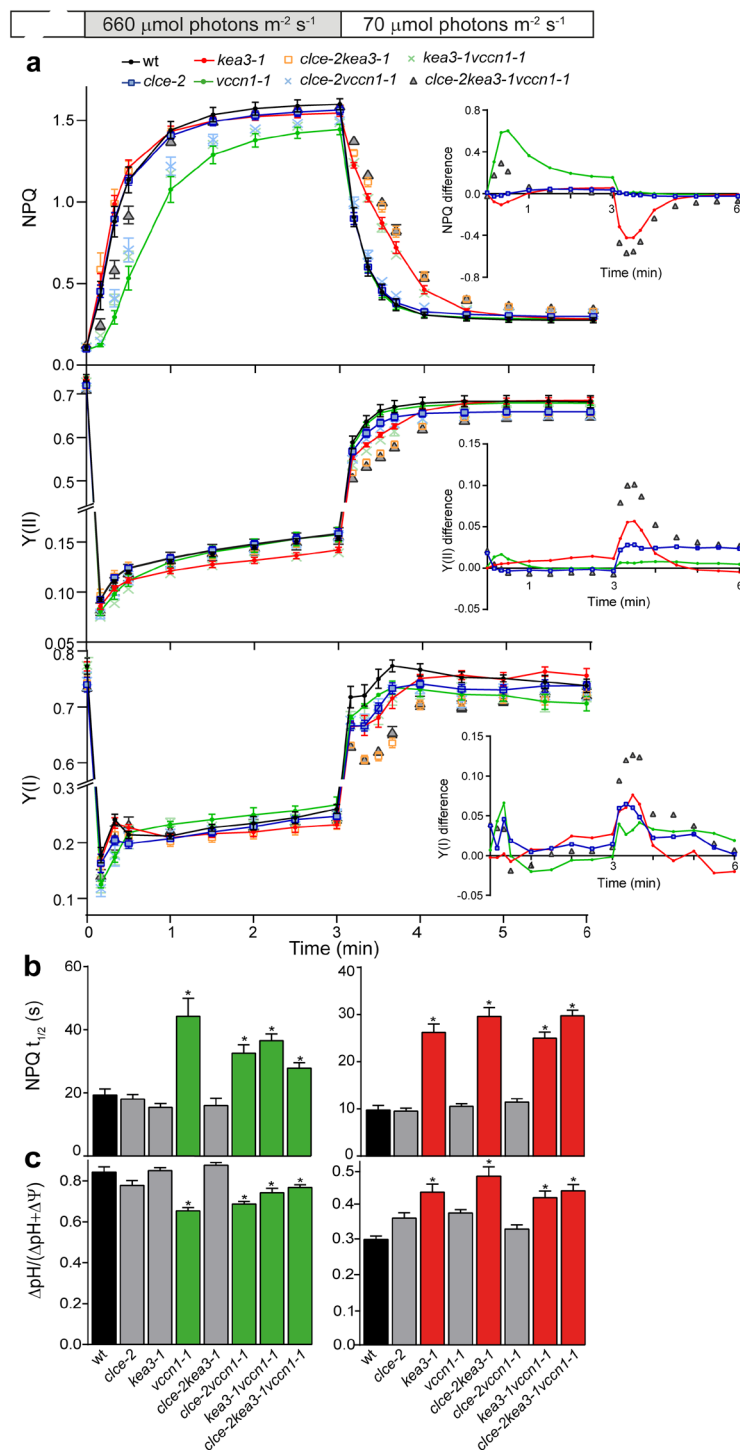 660 μmol photons m⁻² s⁻¹ 70 μmol photons m⁻² s⁻¹
a
wt kea3-1 clce-2kea3-1 kea3-1vccn1-1
clce-2 vccn1-1 clce-2vccn1-1 clce-2kea3-1vccn1-1
NPQ
1.5
1.0
0.5
0.0
NPQ difference
0.8
0.4
0.0
-0.4
-0.8
1 3 6
Time (min)
Y(II)
0.7
0.6
0.5
0.15
0.10
0.05
Y(II) difference
0.15
0.10
0.05
0.00
-0.05
1 3 6
Time (min)
Y(I)
0.8
0.7
0.6
0.3
0.2
0.1
Y(I) difference
0.15
0.10
0.05
0.00
-0.05
3 6
Time (min)
0 1 2 3 4 5 6
Time (min)
b
NPQ t1/2 (s)
60
40
20
0
* * * *
40
30
20
10
0
* * * *
c
ΔpH/(ΔpH+ΔΨ)
0.8
0.6
0.4
0.2
0.0
* * * *
0.5
0.4
0.3
0.2
0.1
0.0
* * * *
wt
clce-2
kea3-1
vccn1-1
clce-2kea3-1
clce-2vccn1-1
kea3-1vccn1-1
clce-2kea3-1vccn1-1
wt
clce-2
kea3-1
vccn1-1
clce-2kea3-1
clce-2vccn1-1
kea3-1vccn1-1
clce-2kea3-1vccn1-1